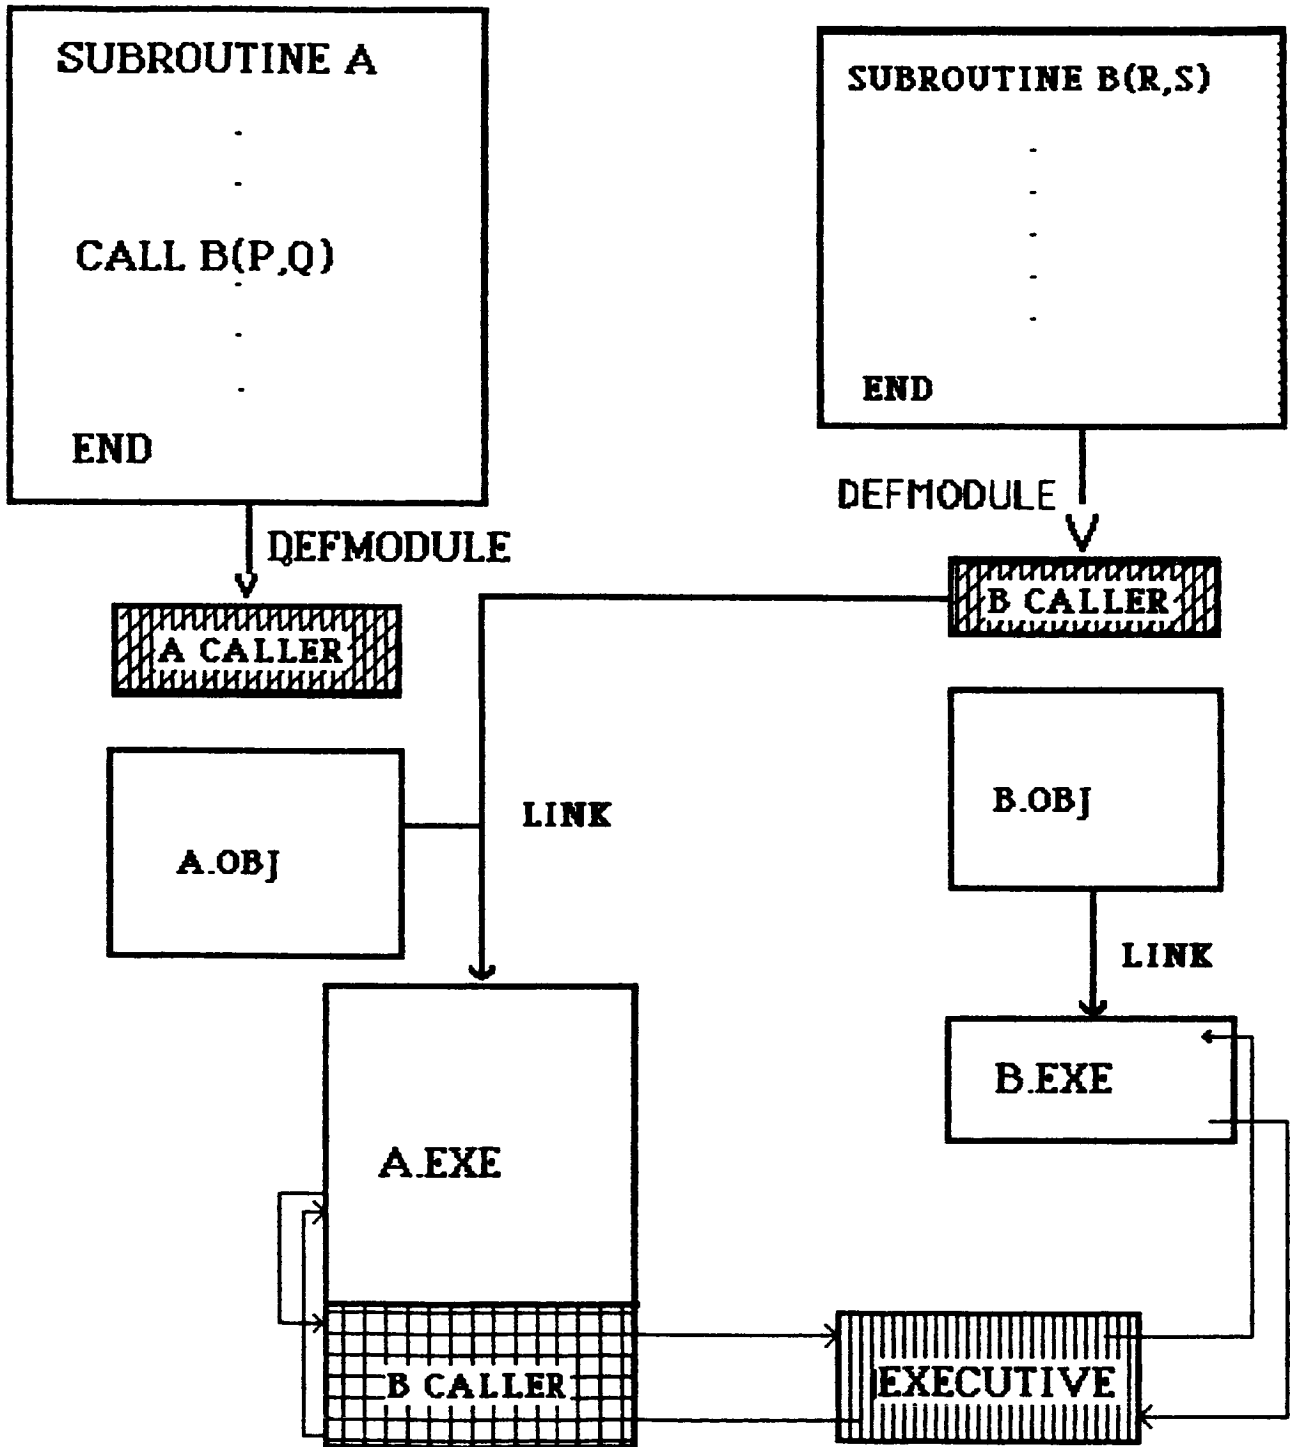 SUBROUTINE A
CALL B(P,Q)
END
SUBROUTINE B(R,S)
END
DEFMODULE
DEFMODULE
A CALLER
B CALLER
A.OBJ
LINK
B.OBJ
LINK
A.EXE
B.EXE
B CALLER
EXECUTIVE